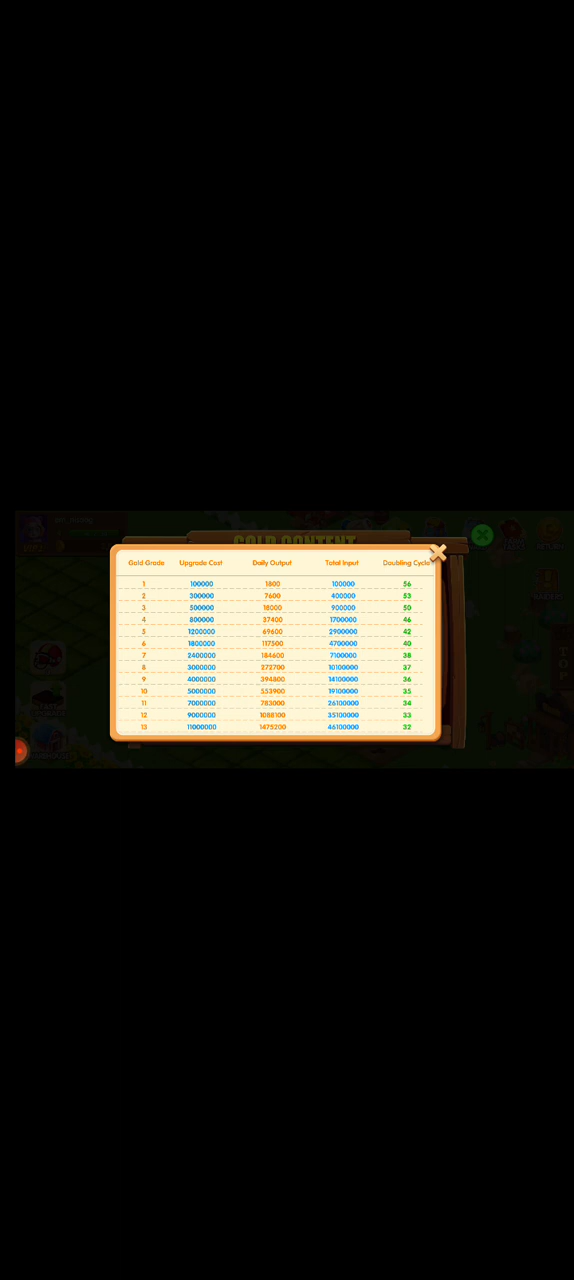 GOLD CONTENT
Gold Grade Upgrade Cost Daily Output Total Input Doubling Cycle
1 100000 1800 100000 56
2 300000 7600 400000 53
3 500000 18000 900000 50
4 800000 37400 1700000 46
5 1200000 69600 2900000 42
6 1800000 117500 4700000 40
7 2400000 184600 7100000 38
8 3000000 272700 10100000 37
9 4000000 394800 14100000 36
10 5000000 553900 19100000 35
11 7000000 783000 26100000 34
12 9000000 1088100 35100000 33
13 11000000 1475200 46100000 32
TOP